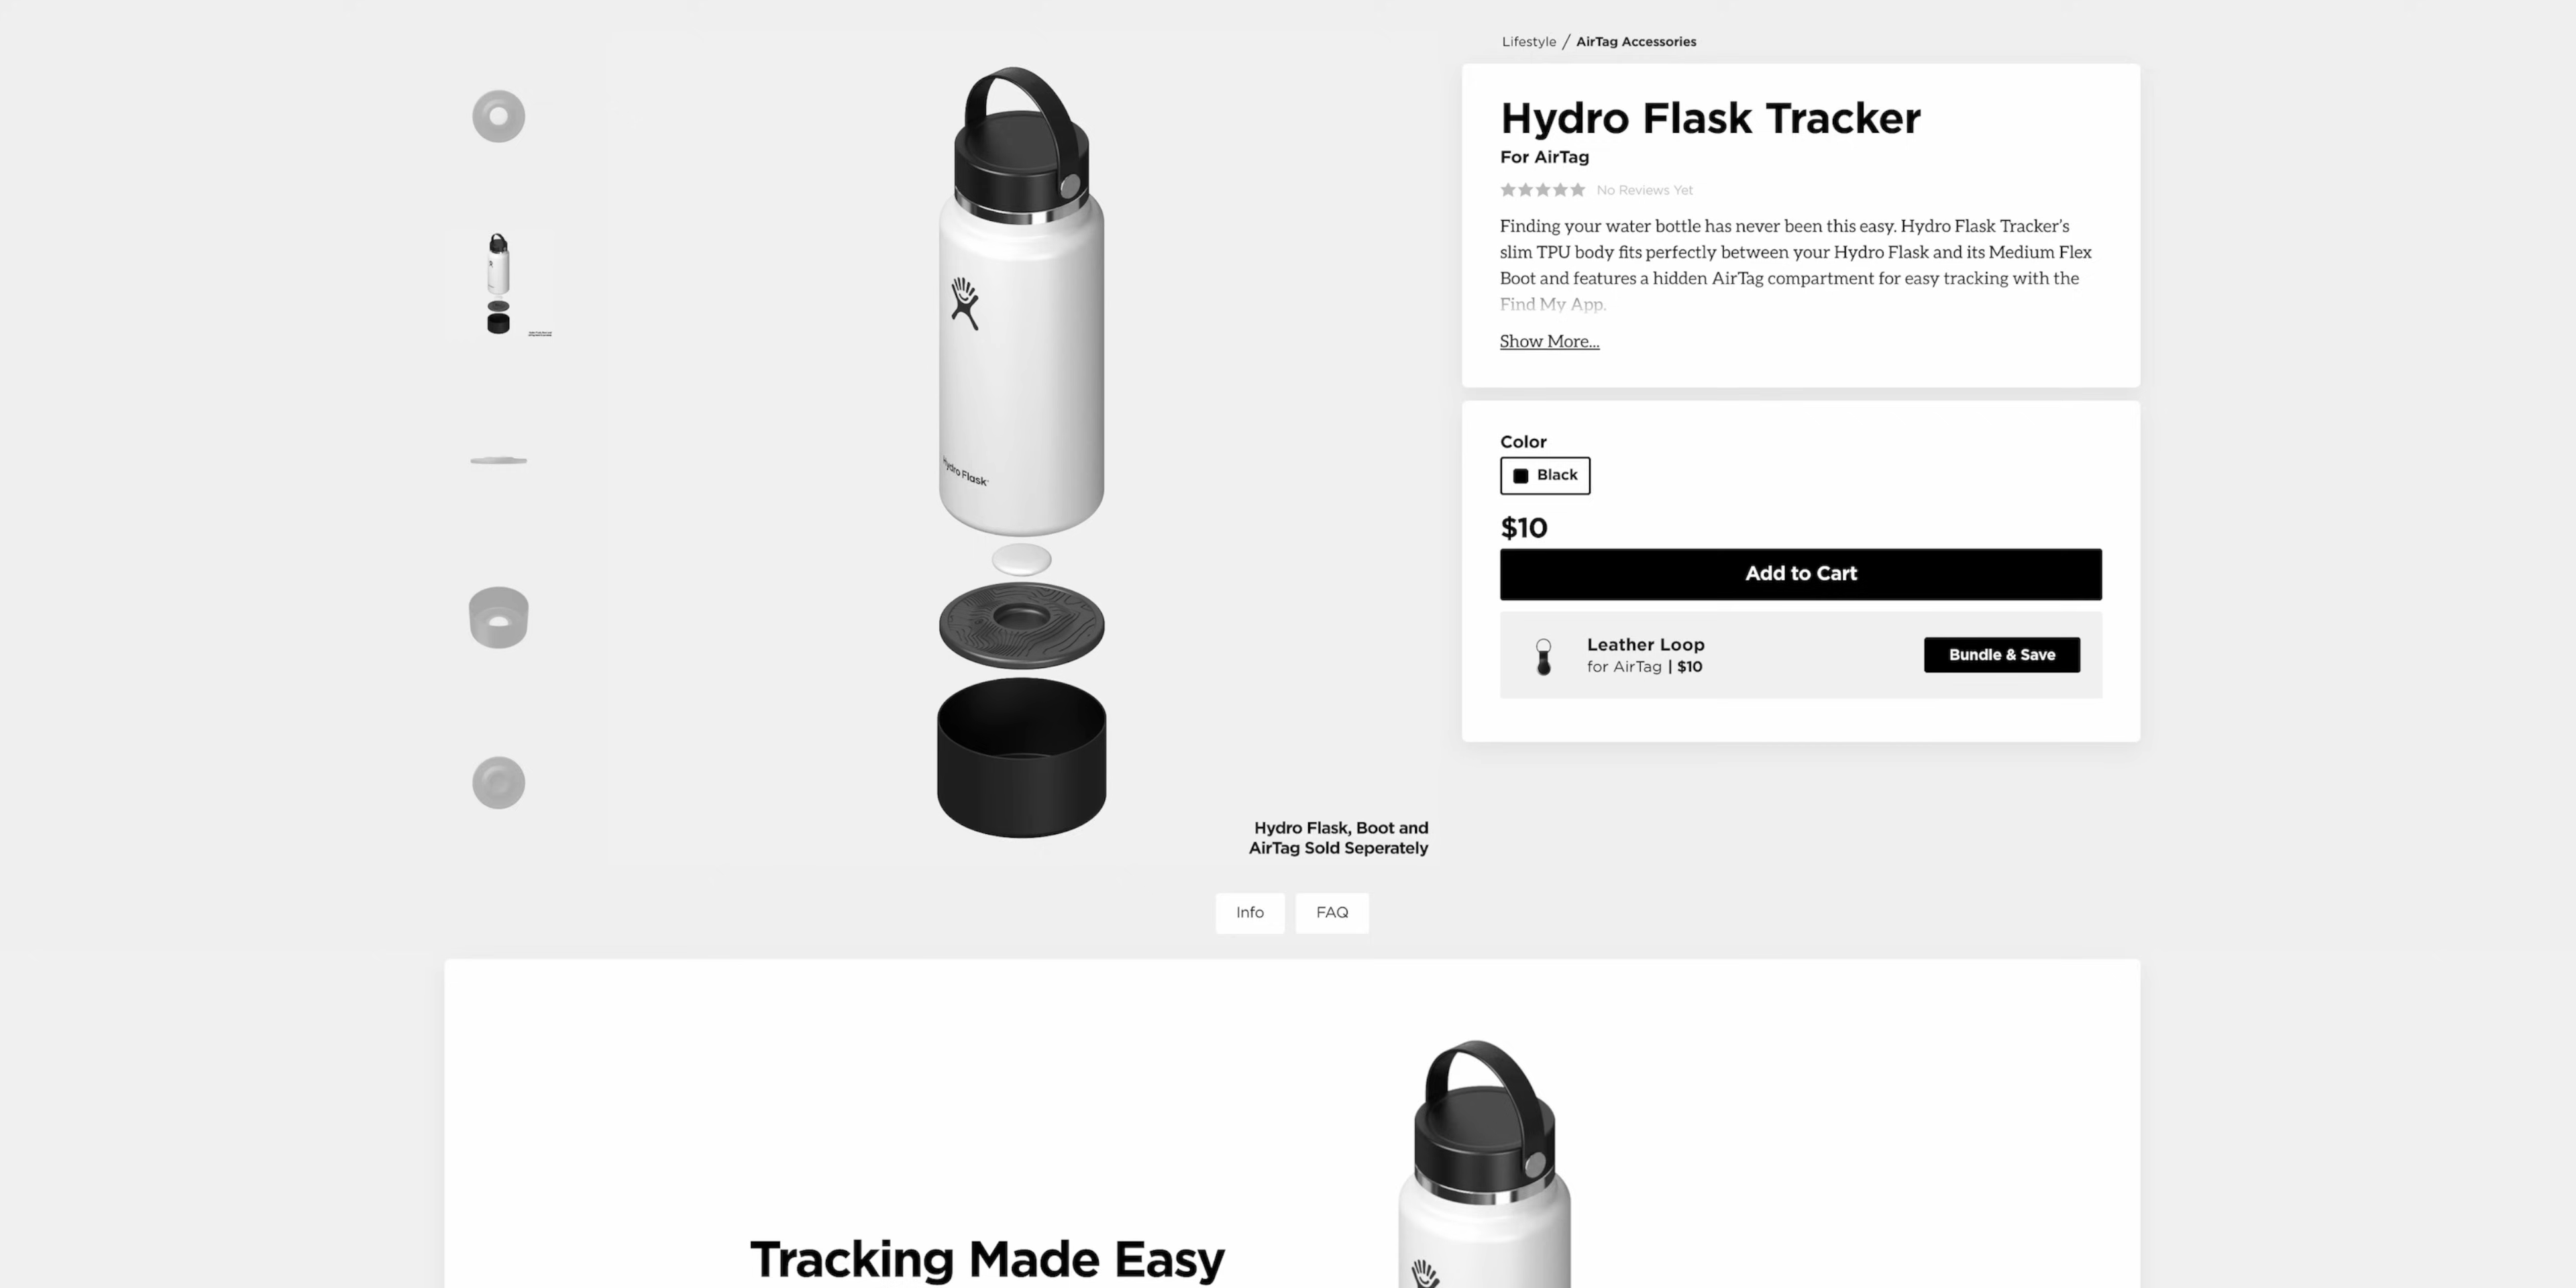 Lifestyle / AirTag Accessories
Hydro Flask Tracker
For AirTag
No Reviews Yet
Finding your water bottle has never been this easy. Hydro Flask Tracker's
slim TPU body fits perfectly between your Hydro Flask and its Medium Flex
Boot and features a hidden AirTag compartment for easy tracking with the
Find My App.
Show More...
Color
Black
$10
Add to Cart
Leather Loop
for AirTag | $10
Bundle & Save
Hydro Flask
Hydro Flask, Boot and
AirTag Sold Seperately
Info
FAQ
Tracking Made Easy